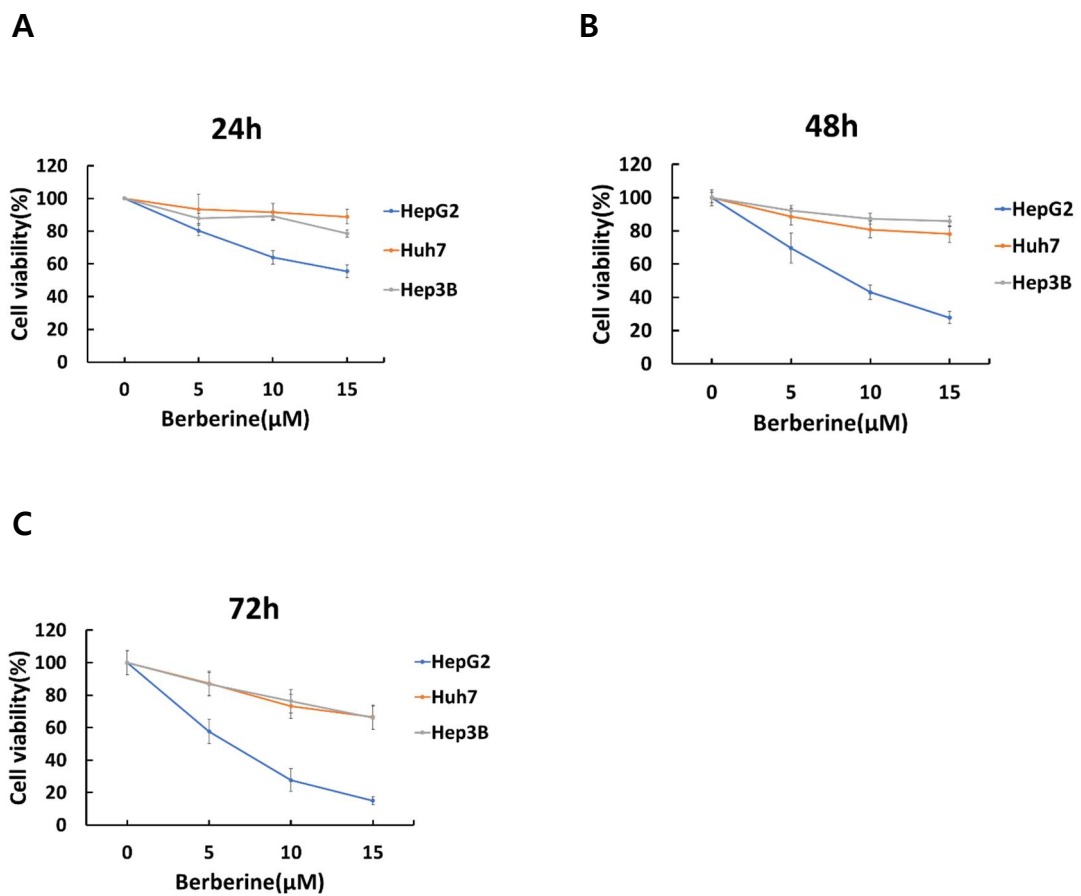 A
24h
120
100
80
60
40
20
0
Cell viability(%)
0 5 10 15
Berberine(μM)
HepG2
Huh7
Hep3B
B
48h
120
100
80
60
40
20
0
Cell viability(%)
0 5 10 15
Berberine(μM)
HepG2
Huh7
Hep3B
C
72h
120
100
80
60
40
20
0
Cell viability(%)
0 5 10 15
Berberine(μM)
HepG2
Huh7
Hep3B